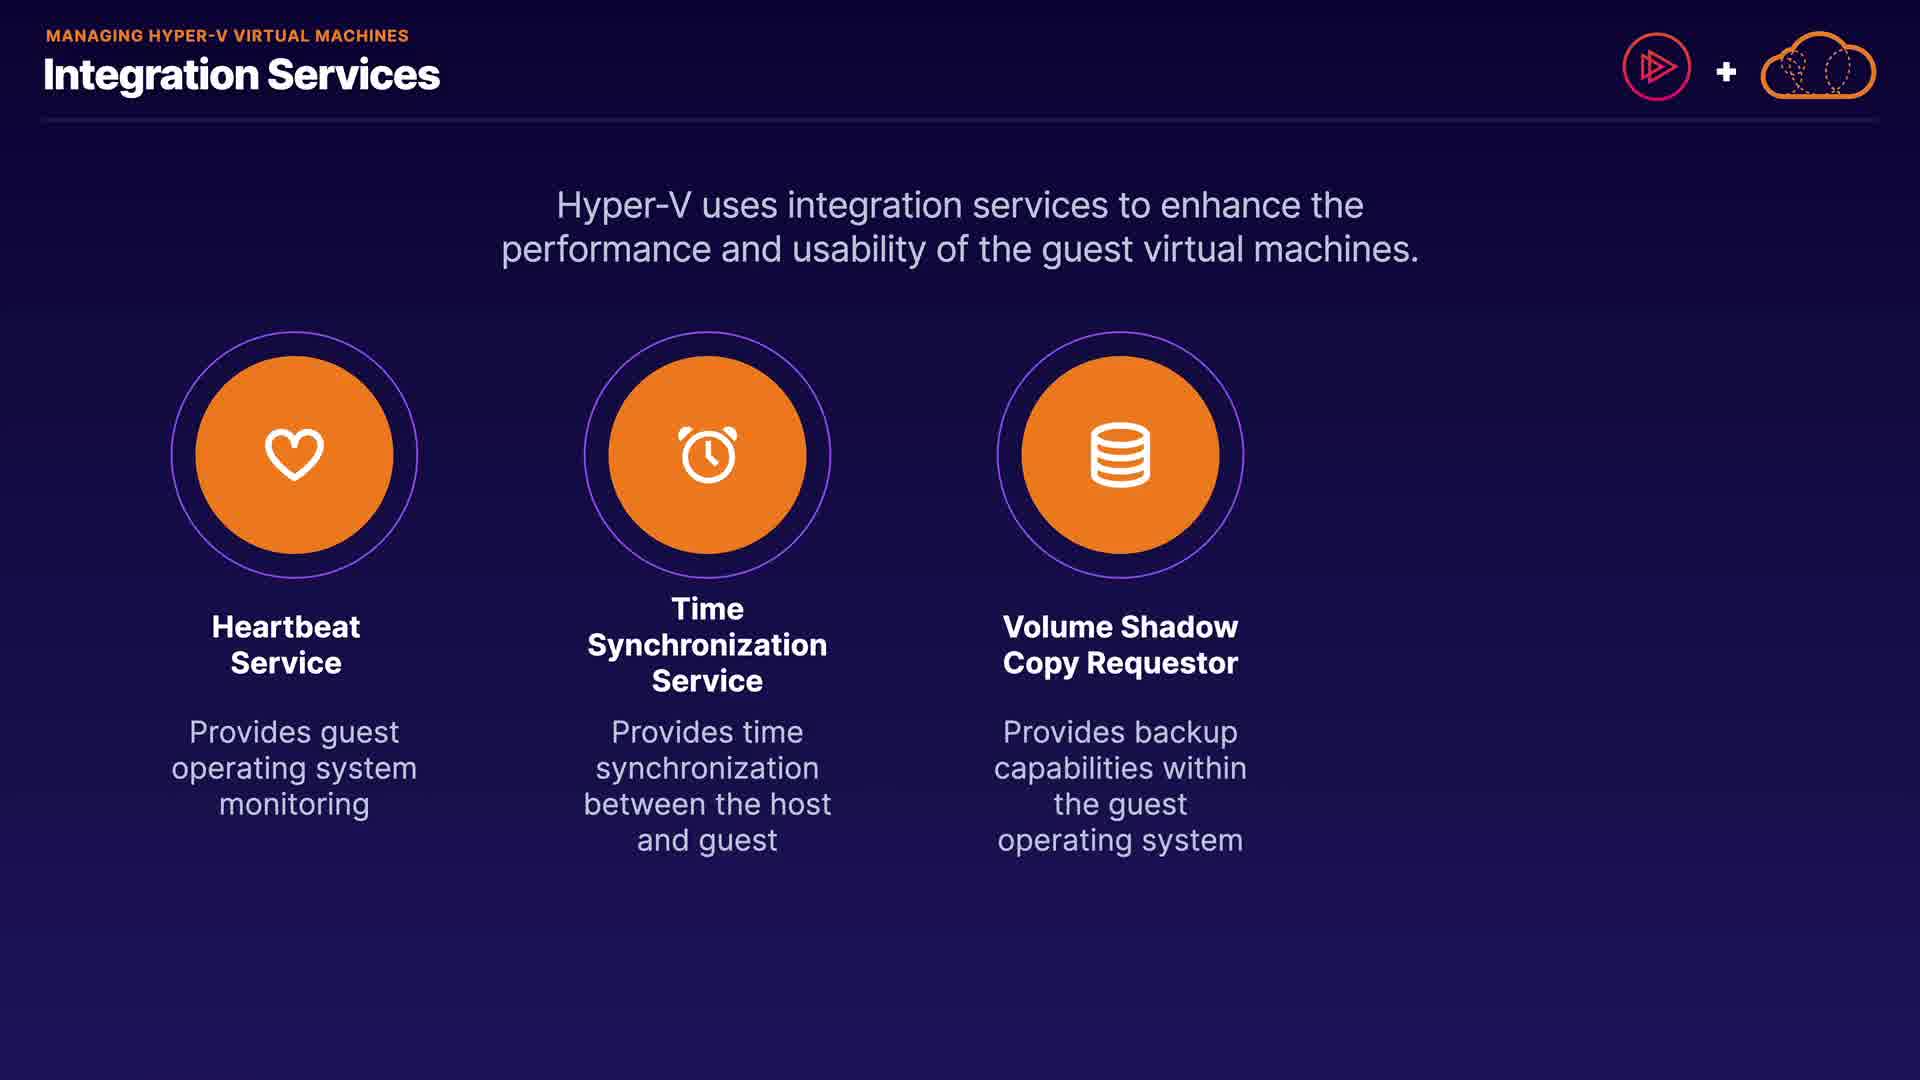 MANAGING HYPER-V VIRTUAL MACHINES
Integration Services
Hyper-V uses integration services to enhance the
performance and usability of the guest virtual machines.
Heartbeat
Service
Provides guest
operating system
monitoring
Time
Synchronization
Service
Provides time
synchronization
between the host
and guest
Volume Shadow
Copy Requestor
Provides backup
capabilities within
the guest
operating system